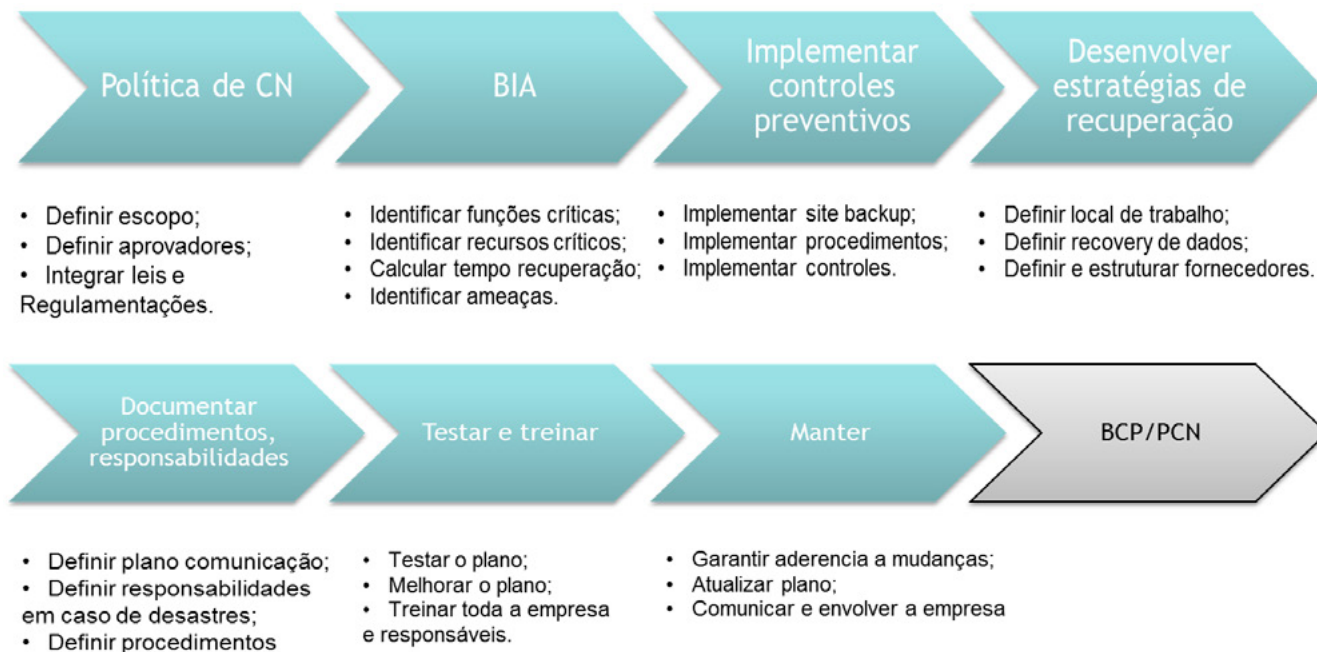 Política de CN
BIA
Implementar
controles
preventivos
Desenvolver
estratégias de
recuperação
• Definir escopo;
• Definir aprovadores;
• Integrar leis e
Regulamentações.
• Identificar funções críticas;
• Identificar recursos críticos;
• Calcular tempo recuperação;
• Identificar ameaças.
• Implementar site backup;
• Implementar procedimentos;
• Implementar controles.
• Definir local de trabalho;
• Definir recovery de dados;
• Definir e estruturar fornecedores.
Documentar
procedimentos,
responsabilidades
Testar e treinar
Manter
BCP/PCN
• Definir plano comunicação;
• Definir responsabilidades
em caso de desastres;
• Definir procedimentos
• Testar o plano;
• Melhorar o plano;
• Treinar toda a empresa
e responsáveis.
• Garantir aderencia a mudanças;
• Atualizar plano;
• Comunicar e envolver a empresa